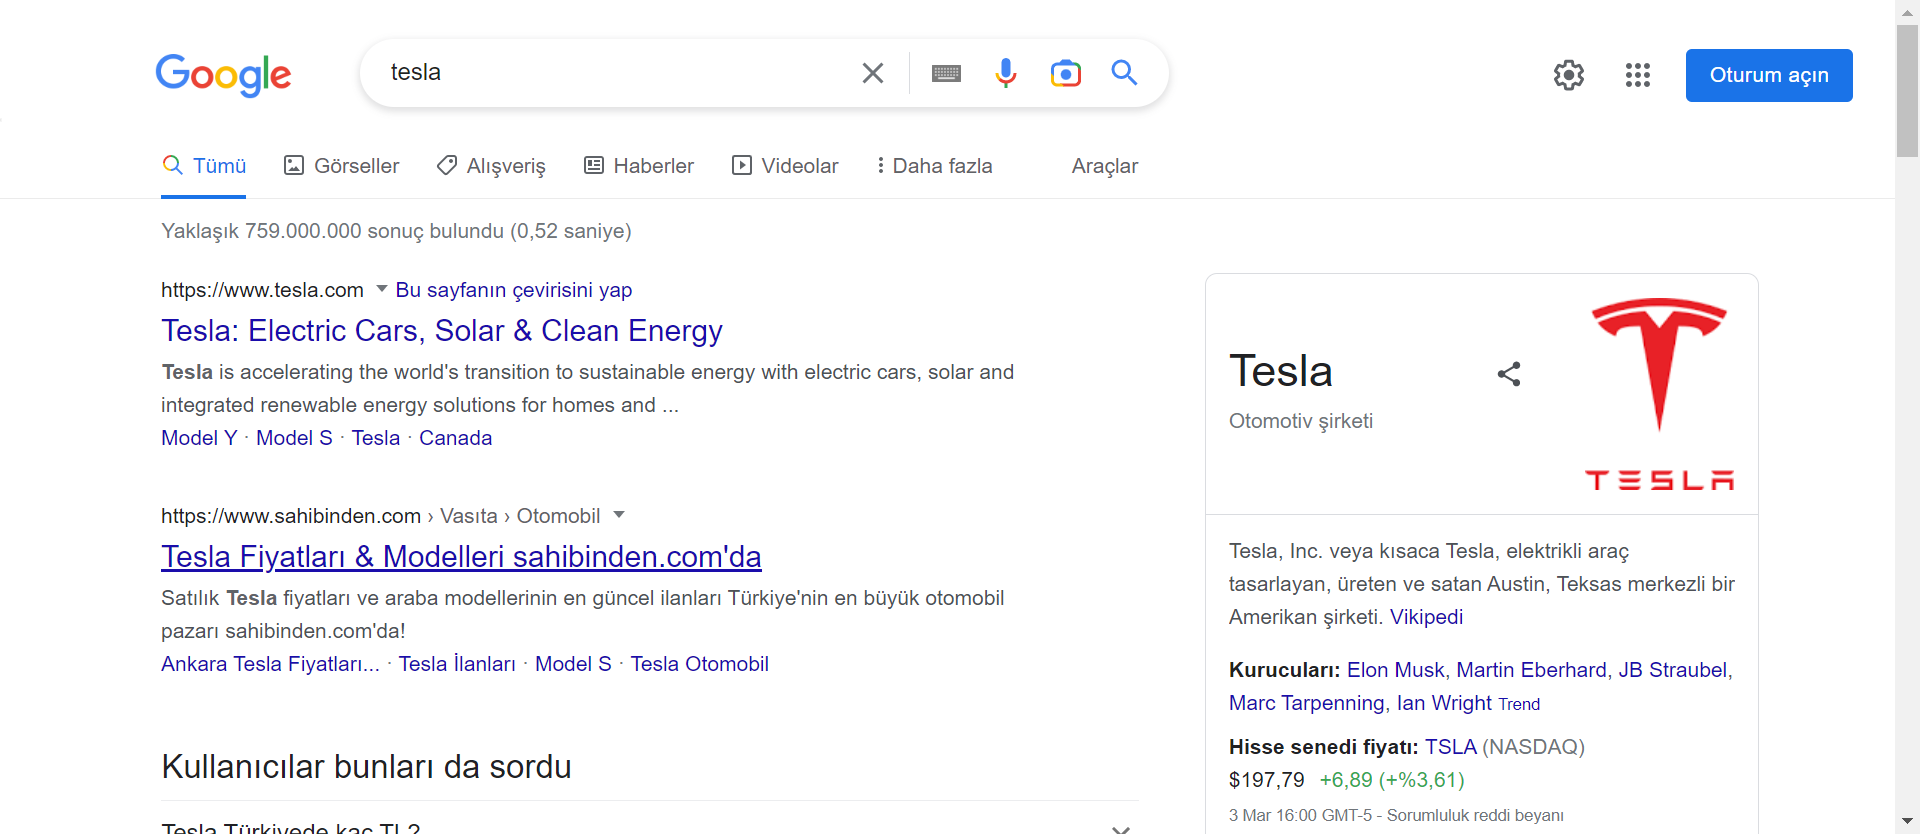 Google
tesla
Oturum açın
Tümü
Görseller
Alışveriş
Haberler
Videolar
Daha fazla
Araçlar
Yaklaşık 759.000.000 sonuç bulundu (0,52 saniye)
https://www.tesla.com Bu sayfanın çevirisini yap
Tesla: Electric Cars, Solar & Clean Energy
Tesla is accelerating the world's transition to sustainable energy with electric cars, solar and
integrated renewable energy solutions for homes and ...
Model Y · Model S · Tesla · Canada
https://www.sahibinden.com › Vasıta › Otomobil
Tesla Fiyatları & Modelleri sahibinden.com'da
Satılık Tesla fiyatları ve araba modellerinin en güncel ilanları Türkiye'nin en büyük otomobil
pazarı sahibinden.com'da!
Ankara Tesla Fiyatları... · Tesla İlanları · Model S · Tesla Otomobil
Kullanıcılar bunları da sordu
Tesla Türkiyede kaç TL?
Tesla
Otomotiv şirketi
TESLA
Tesla, Inc. veya kısaca Tesla, elektrikli araç
tasarlayan, üreten ve satan Austin, Teksas merkezli bir
Amerikan şirketi. Vikipedi
Kurucuları: Elon Musk, Martin Eberhard, JB Straubel,
Marc Tarpenning, Ian Wright Trend
Hisse senedi fiyatı: TSLA (NASDAQ)
$197,79 +6,89 (+%3,61)
3 Mar 16:00 GMT-5 - Sorumluluk reddi beyanı